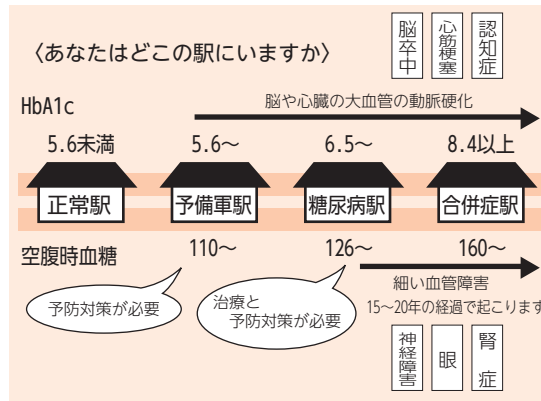 〈あなたはどこの駅にいますか〉
脳卒中
心筋梗塞
認知症
HbA1c
脳や心臓の大血管の動脈硬化
5.6未満
5.6～
6.5～
8.4以上
正常駅
予備軍駅
糖尿病駅
合併症駅
空腹時血糖
110～
126～
160～
予防対策が必要
治療と
予防対策が必要
細い血管障害
15～20年の経過で起こります
神経障害
眼
腎症